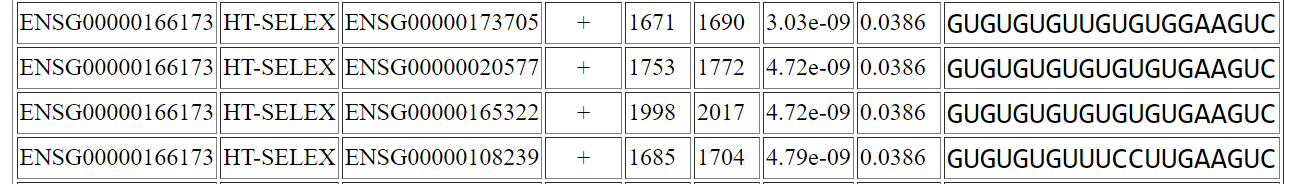 ENSG00000166173 HT-SELEX ENSG00000173705 + 1671 1690 3.03e-09 0.0386 GUGUGUGUUGUGUGGAAGUC
ENSG00000166173 HT-SELEX ENSG00000020577 + 1753 1772 4.72e-09 0.0386 GUGUGUGUGUGUGUGAAGUC
ENSG00000166173 HT-SELEX ENSG00000165322 + 1998 2017 4.72e-09 0.0386 GUGUGUGUGUGUGUGAAGUC
ENSG00000166173 HT-SELEX ENSG00000108239 + 1685 1704 4.79e-09 0.0386 GUGUGUGUUUCCUUGAAGUC